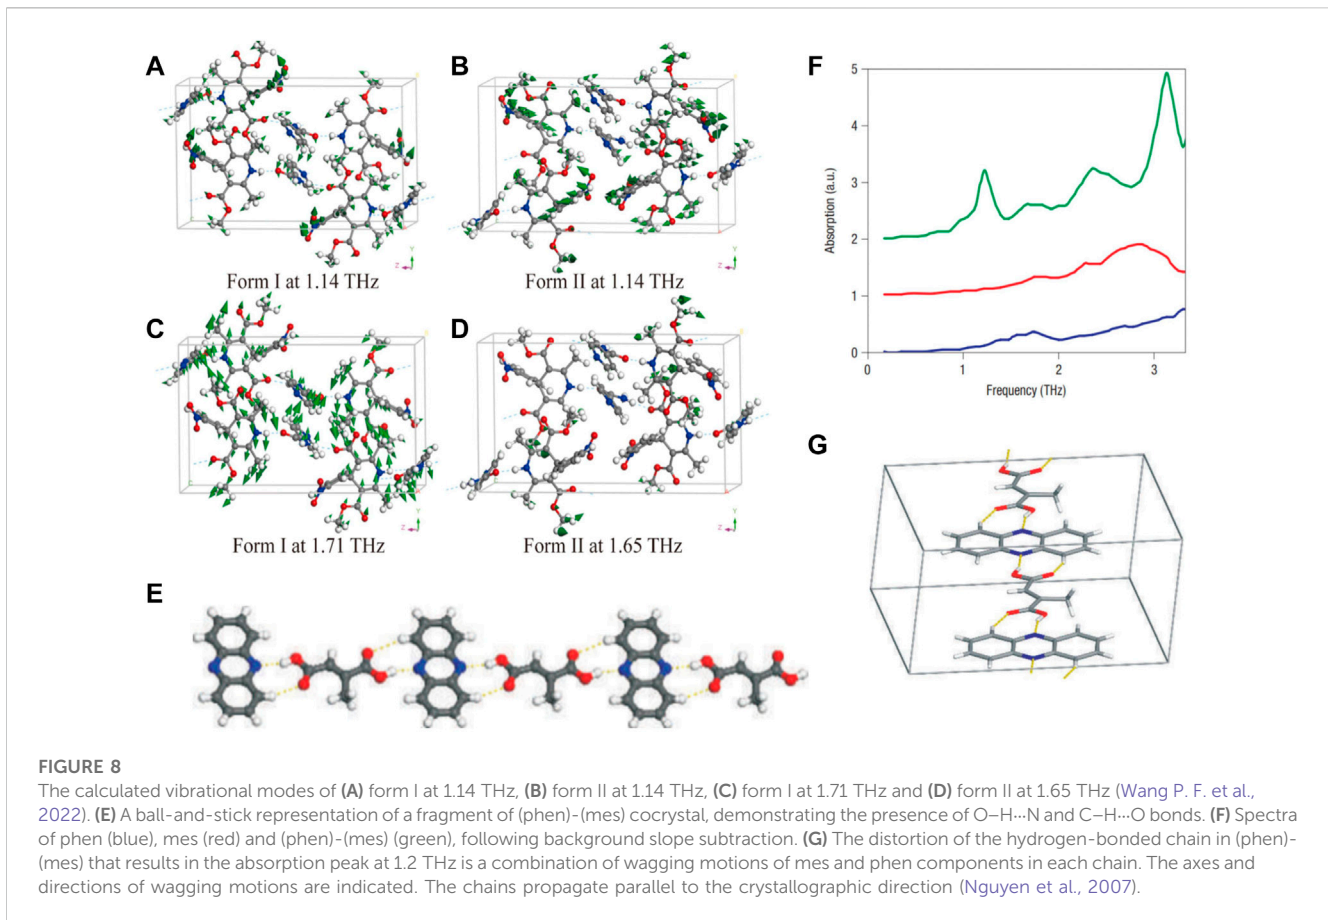 A
B
F
Form I at 1.14 THz
Form II at 1.14 THz
C
D
Form I at 1.71 THz
Form II at 1.65 THz
5
4
3
2
1
0
Absorption (a.u.)
0
1
2
3
Frequency (THz)
G
E
FIGURE 8
The calculated vibrational modes of (A) form I at 1.14 THz, (B) form II at 1.14 THz, (C) form I at 1.71 THz and (D) form II at 1.65 THz (Wang P. F. et al.,
2022). (E) A ball-and-stick representation of a fragment of (phen)-(mes) cocrystal, demonstrating the presence of O–H···N and C–H···O bonds. (F) Spectra
of phen (blue), mes (red) and (phen)-(mes) (green), following background slope subtraction. (G) The distortion of the hydrogen-bonded chain in (phen)-
(mes) that results in the absorption peak at 1.2 THz is a combination of wagging motions of mes and phen components in each chain. The axes and
directions of wagging motions are indicated. The chains propagate parallel to the crystallographic direction (Nguyen et al., 2007).